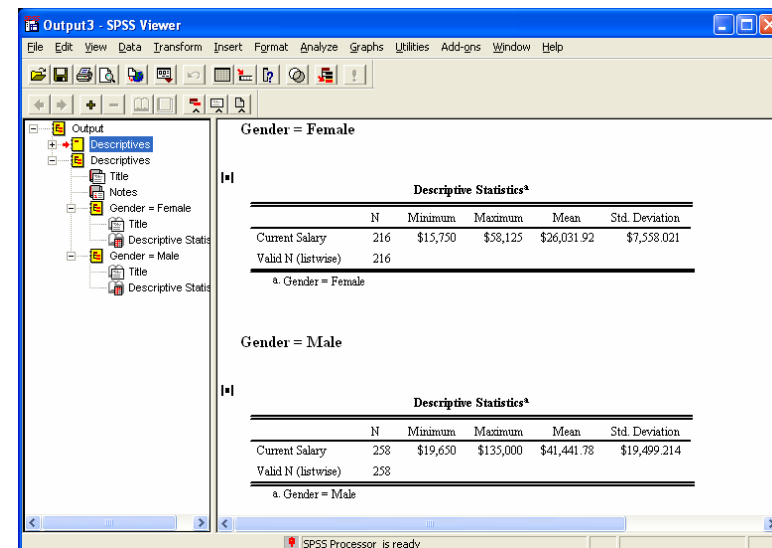 Output3 - SPSS Viewer
File Edit View Data Transform Insert Format Analyze Graphs Utilities Add-ons Window Help
Output
Descriptives
Descriptives
Title
Notes
Gender = Female
Title
Descriptive Statis
Gender = Male
Title
Descriptive Statis
Gender = Female
Descriptive Statisticsª
N Minimum Maximum Mean Std. Deviation
Current Salary 216 $15,750 $58,125 $26,031.92 $7,558.021
Valid N (listwise) 216
a. Gender = Female
Gender = Male
Descriptive Statisticsª
N Minimum Maximum Mean Std. Deviation
Current Salary 258 $19,650 $135,000 $41,441.78 $19,499.214
Valid N (listwise) 258
a. Gender = Male
SPSS Processor is ready